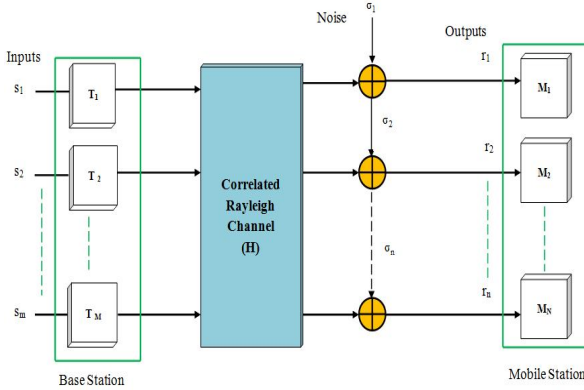 σ1
Noise
Outputs
Inputs
r1
s1
T1
M1
σ2
r2
s2
T2
M2
Correlated
Rayleigh
Channel
(H)
σn
rn
sm
TM
MN
Base Station
Mobile Station